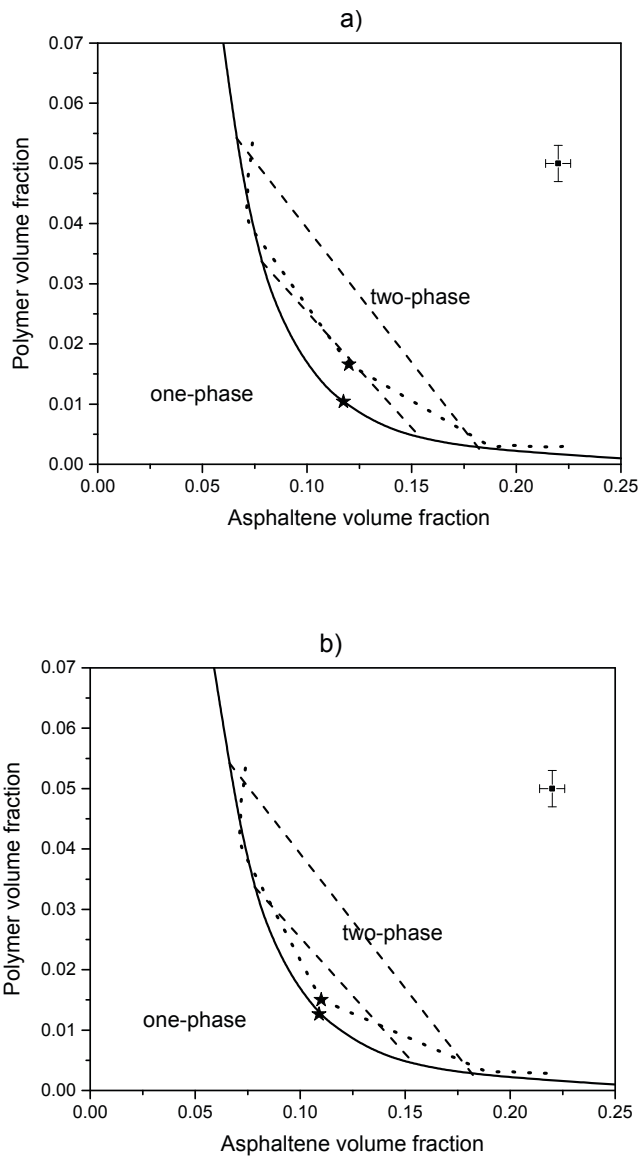 a)
0.07
0.06
0.05
0.04
0.03
0.02
0.01
0.00
Polymer volume fraction
two-phase
one-phase
0.00 0.05 0.10 0.15 0.20 0.25
Asphaltene volume fraction
b)
0.07
0.06
0.05
0.04
0.03
0.02
0.01
0.00
Polymer volume fraction
two-phase
one-phase
0.00 0.05 0.10 0.15 0.20 0.25
Asphaltene volume fraction